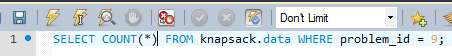 Don't Limit
1 SELECT COUNT(*) FROM knapsack.data WHERE problem_id = 9;